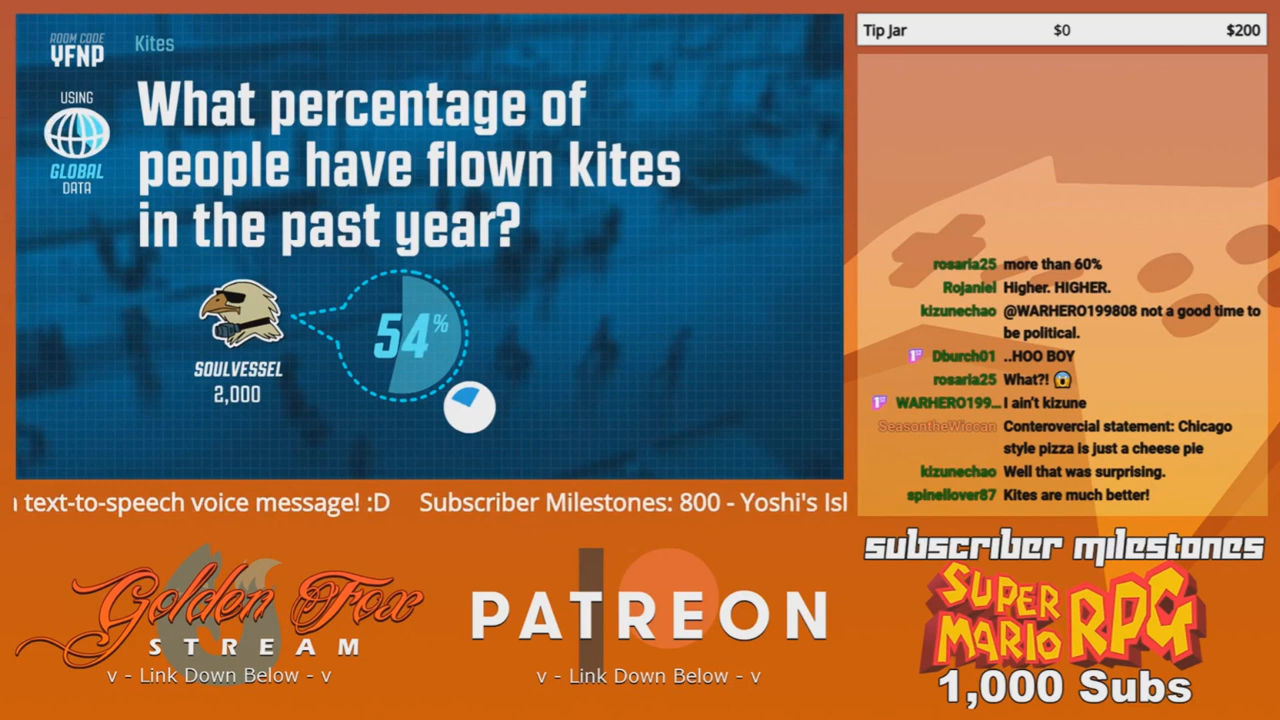 ROOM CODE
YFNP
USING
GLOBAL
DATA
Kites
What percentage of
people have flown kites
in the past year?
SOULVESSEL
2,000
54%
Tip Jar $0 $200
rosaria25 more than 60%
Rojaniel Higher. HIGHER.
kizunechao @WARHERO199808 not a good time to
be political.
Dburch01 ..HOO BOY
rosaria25 What?! 😱
WARHERO199... I ain't kizune
SeasontheWiccan Conterovercial statement: Chicago
style pizza is just a cheese pie
kizunechao Well that was surprising.
spinellover87 Kites are much better!
text-to-speech voice message! :D Subscriber Milestones: 800 - Yoshi's Isl
Golden Fox
STREAM
v - Link Down Below - v
PATREON
v - Link Down Below - v
SUBSCRIBER MILESTONES
SUPER
MARIO
RPG
1,000 Subs